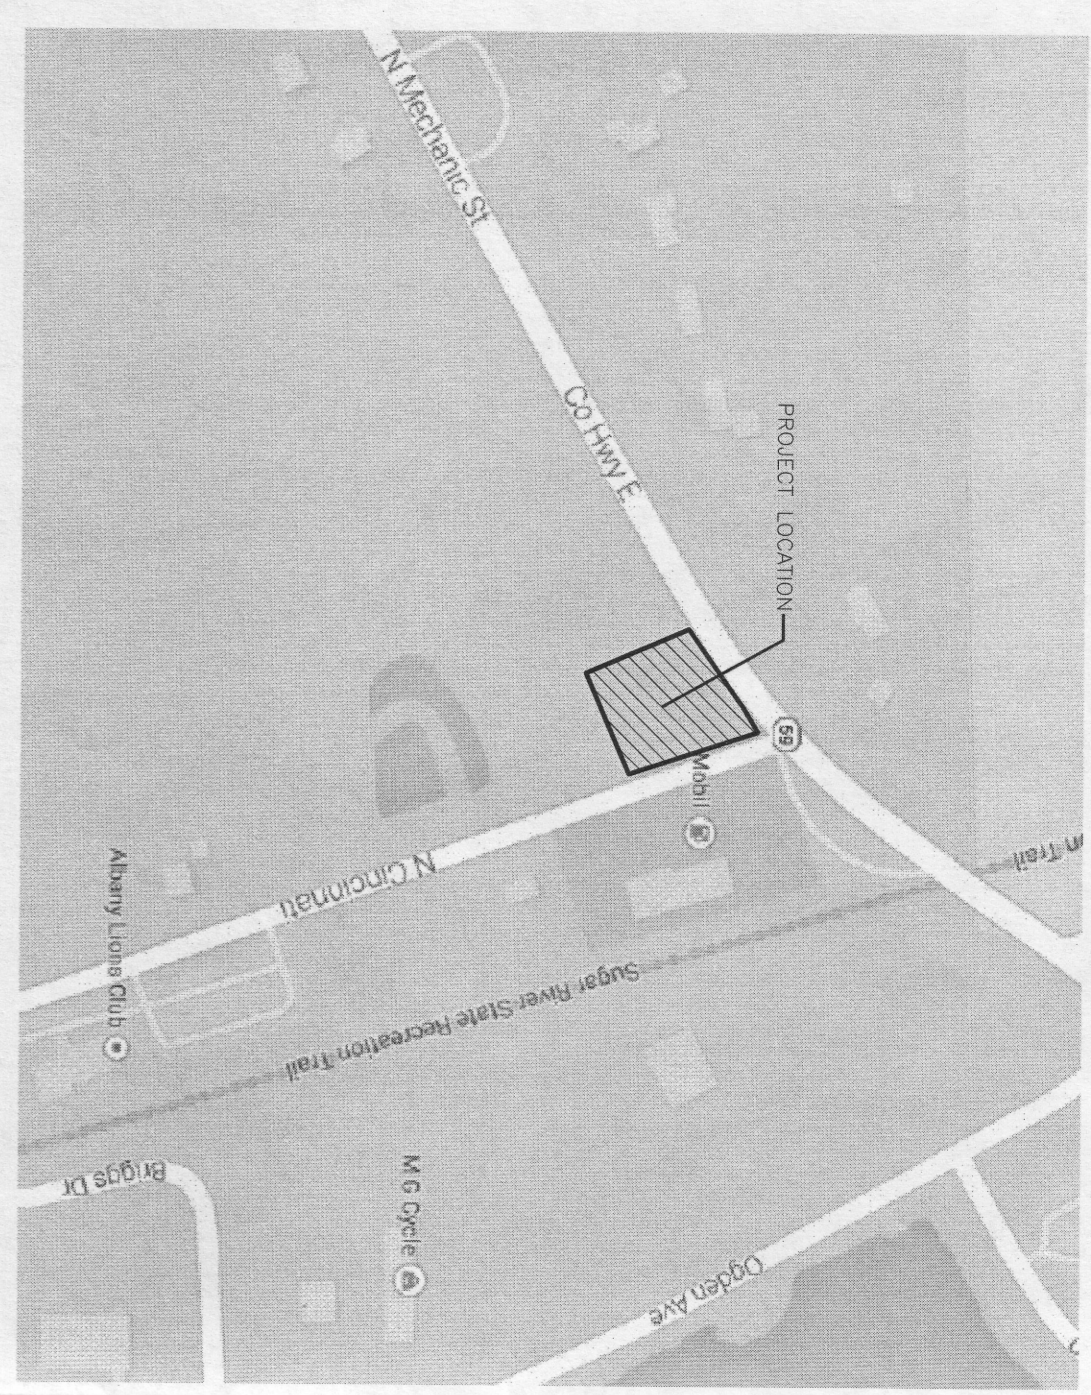 N Mechanic St
Co Hwy E
PROJECT LOCATION
59
Mobil
N Cincinnati
n Trail
Albany Lions Club
Sugar River State Recreation Trail
Briggs Dr
M G Cycle
Ogden Ave